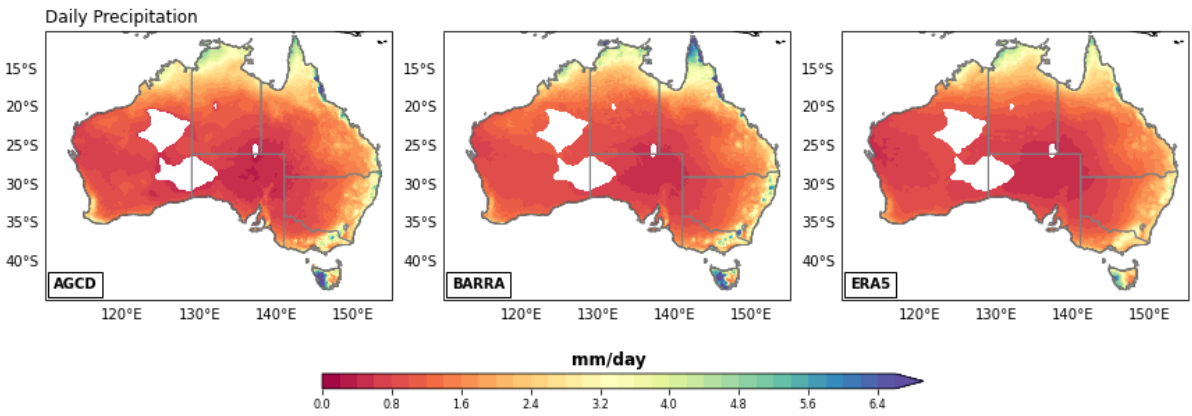 Daily Precipitation
15°S
20°S
25°S
30°S
35°S
40°S
AGCD
120°E 130°E 140°E 150°E
15°S
20°S
25°S
30°S
35°S
40°S
BARRA
120°E 130°E 140°E 150°E
15°S
20°S
25°S
30°S
35°S
40°S
ERA5
120°E 130°E 140°E 150°E
mm/day
0.0 0.8 1.6 2.4 3.2 4.0 4.8 5.6 6.4